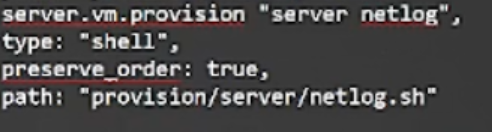 server.vm.provision "server netlog",
type: "shell",
preserve_order: true,
path: "provision/server/netlog.sh"